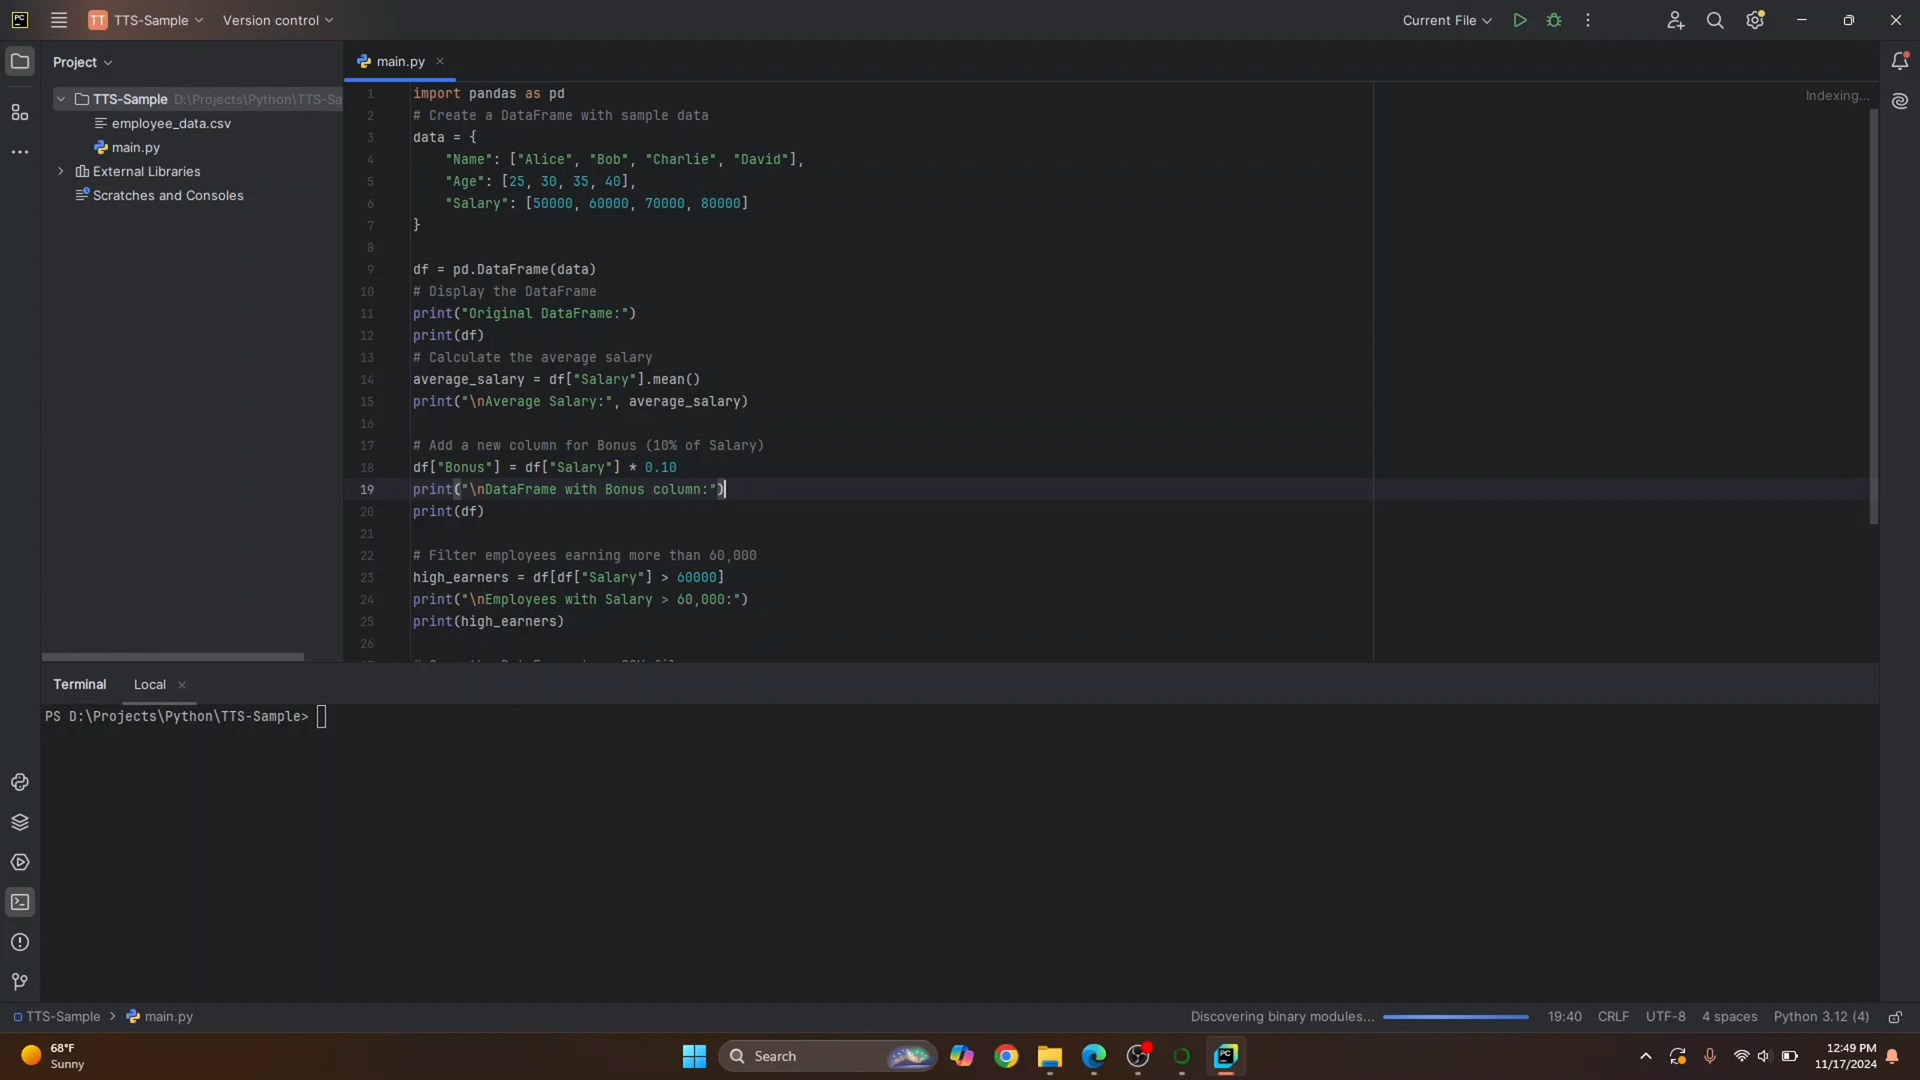 PC
TT TTS-Sample
Version control
Current File
Project
main.py
TTS-Sample D:\Projects\Python\TTS-Sa
employee_data.csv
main.py
External Libraries
Scratches and Consoles
Indexing...
1 import pandas as pd
2 # Create a DataFrame with sample data
3 data = {
4 "Name": ["Alice", "Bob", "Charlie", "David"],
5 "Age": [25, 30, 35, 40],
6 "Salary": [50000, 60000, 70000, 80000]
7 }
8
9 df = pd.DataFrame(data)
10 # Display the DataFrame
11 print("Original DataFrame:")
12 print(df)
13 # Calculate the average salary
14 average_salary = df["Salary"].mean()
15 print("\nAverage Salary:", average_salary)
16
17 # Add a new column for Bonus (10% of Salary)
18 df["Bonus"] = df["Salary"] * 0.10
19 print("\nDataFrame with Bonus column:")
20 print(df)
21
22 # Filter employees earning more than 60,000
23 high_earners = df[df["Salary"] > 60000]
24 print("\nEmployees with Salary > 60,000:")
25 print(high_earners)
26
Terminal Local
PS D:\Projects\Python\TTS-Sample>
TTS-Sample > main.py
Discovering binary modules... 19:40 CRLF UTF-8 4 spaces Python 3.12 (4)
68°F
Sunny
Search
PC
12:49 PM
11/17/2024